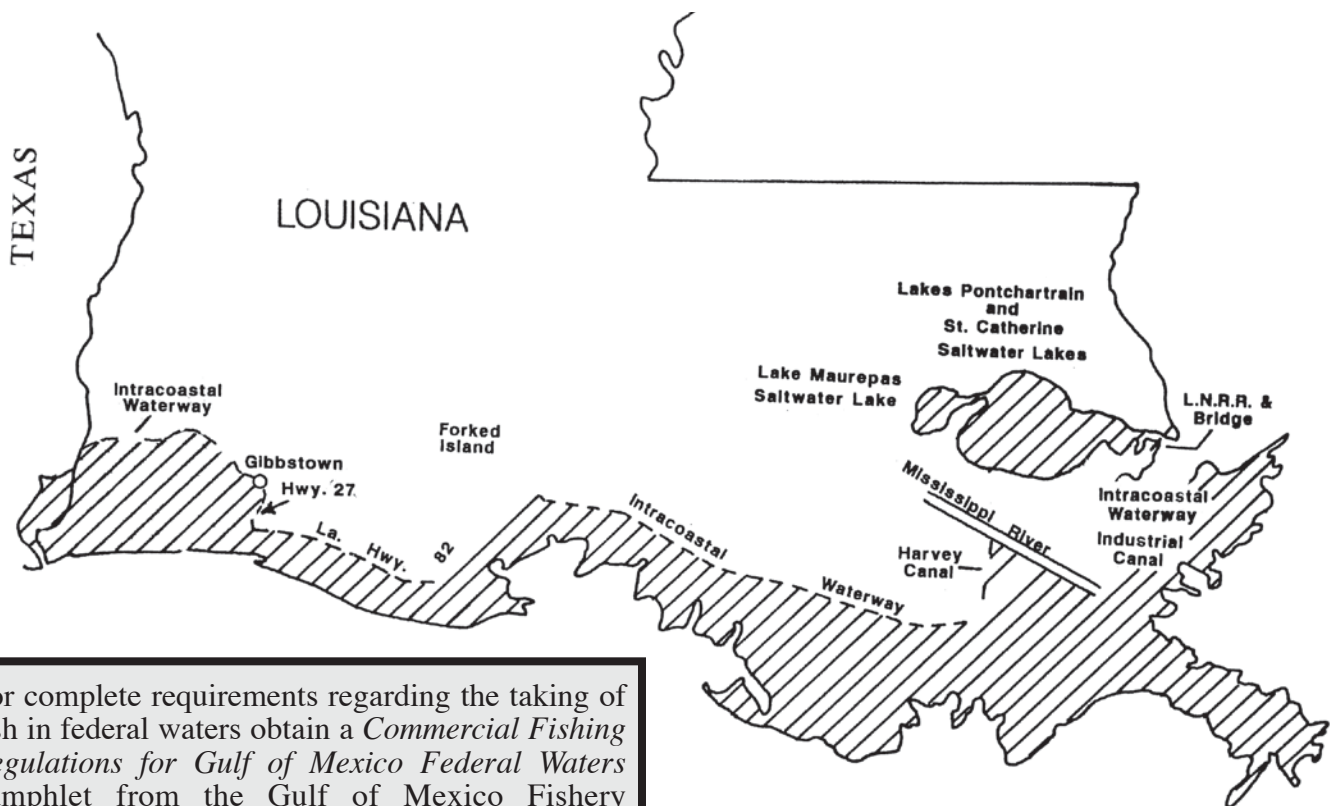 TEXAS
LOUISIANA
Lakes Pontchartrain
and
St. Catherine
Saltwater Lakes
Lake Maurepas
Saltwater Lake
L.N.R.R. &
Bridge
Intracoastal
Waterway
Forked
Island
Gibbstown
Hwy. 27
La. Hwy. 82
Intracoastal Waterway
Mississippi River
Harvey
Canal
Intracoastal
Waterway
Industrial
Canal
or complete requirements regarding the taking of
sh in federal waters obtain a Commercial Fishing
egulations for Gulf of Mexico Federal Waters
amphlet from the Gulf of Mexico Fishery